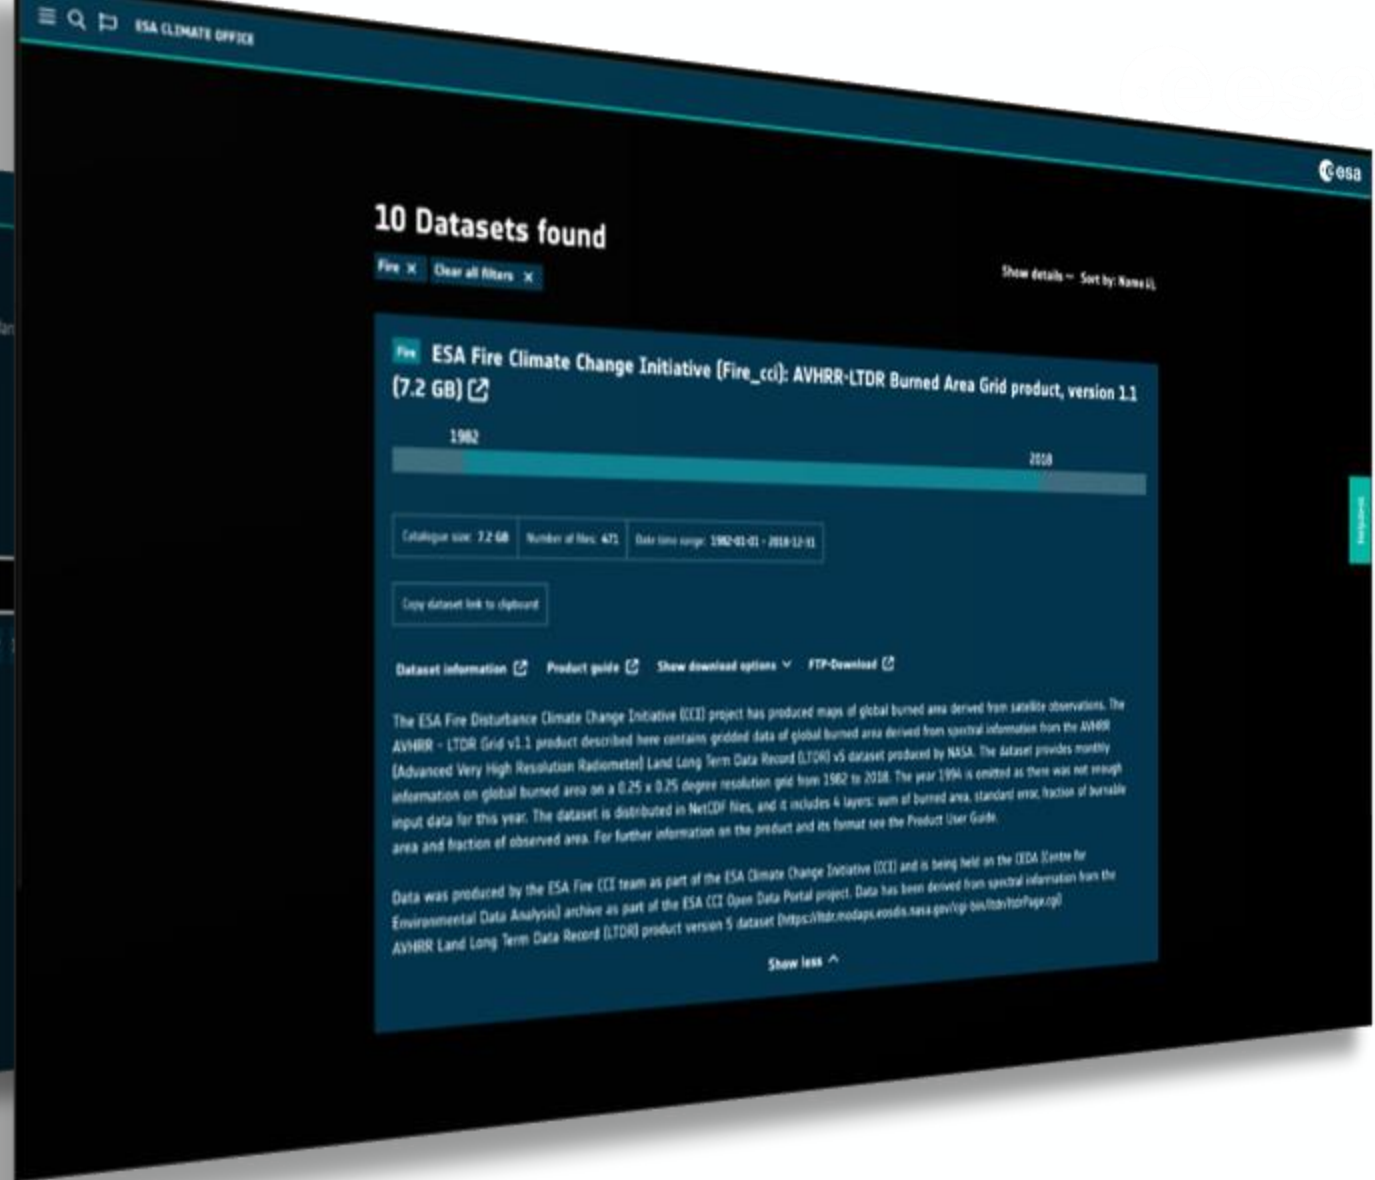 ESA CLIMATE OFFICE
esa
10 Datasets found
Fire × Clear all filters ×
Show details Sort by: Name
Fire ESA Fire Climate Change Initiative (Fire_cci): AVHRR-LTDR Burned Area Grid product, version 1.1
(7.2 GB)
1982
2018
Catalogue size: 7.2 GB Number of files: 471 Date time range: 1982-01-01 - 2018-12-31
Copy dataset link to clipboard
Dataset information Product guide Show download options FTP-Download
Helpdesk
The ESA Fire Disturbance Climate Change Initiative (CCI) project has produced maps of global burned area derived from satellite observations. The
AVHRR - LTDR Grid v1.1 product described here contains gridded data of global burned area derived from spectral information from the AVHRR
(Advanced Very High Resolution Radiometer) Land Long Term Data Record (LTDR) v5 dataset produced by NASA. The dataset provides monthly
information on global burned area on a 0.25 x 0.25 degree resolution grid from 1982 to 2018. The year 1994 is omitted as there was not enough
input data for this year. The dataset is distributed in NetCDF files, and it includes 4 layers: sum of burned area, standard error, fraction of burnable
area and fraction of observed area. For further information on the product and its format see the Product User Guide.
Data was produced by the ESA Fire CCI team as part of the ESA Climate Change Initiative (CCI) and is being held on the CEDA (Centre for
Environmental Data Analysis) archive as part of the ESA CCI Open Data Portal project. Data has been derived from spectral information from the
AVHRR Land Long Term Data Record (LTDR) product version 5 dataset (https://ltdr.modaps.eosdis.nasa.gov/cgi-bin/ltdr/ltdrPage.cgi)
Show less